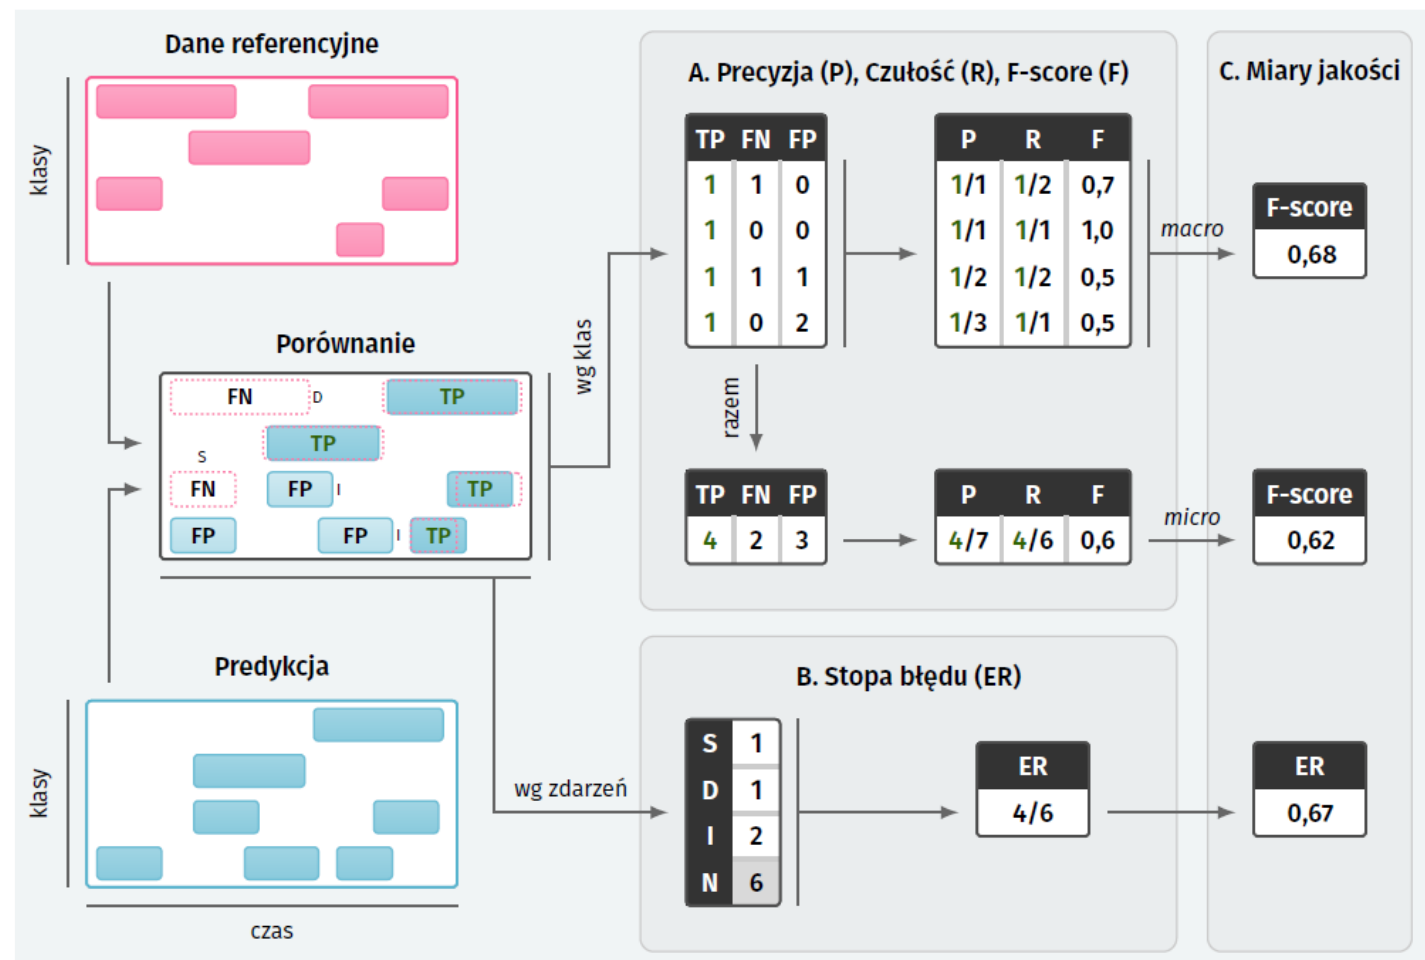 Dane referencyjne
klasy
Porównanie
FN D TP
TP
S
FN FP I TP
FP FP I TP
Predykcja
klasy
czas
wg klas
wg zdarzeń
A. Precyzja (P), Czułość (R), F-score (F)
TP FN FP
1 1 0
1 0 0
1 1 1
1 0 2
P R F
1/1 1/2 0,7
1/1 1/1 1,0
1/2 1/2 0,5
1/3 1/1 0,5
macro
razem
TP FN FP
4 2 3
P R F
4/7 4/6 0,6
micro
B. Stopa błędu (ER)
S 1
D 1
I 2
N 6
ER
4/6
C. Miary jakości
F-score
0,68
F-score
0,62
ER
0,67